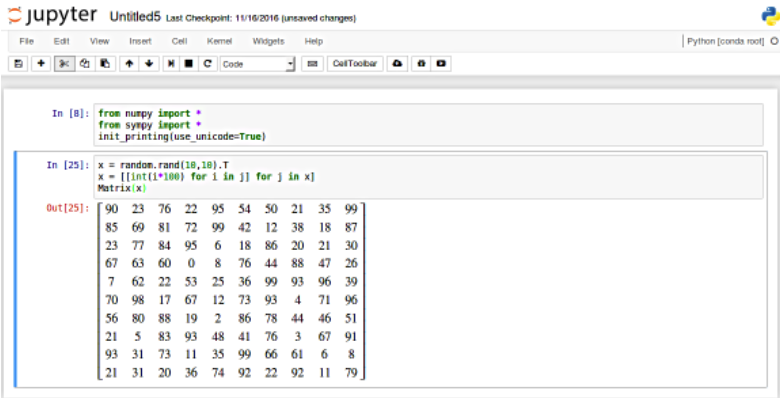 jupyter Untitled5 Last Checkpoint: 11/16/2016 (unsaved changes)
File Edit View Insert Cell Kernel Widgets Help Python [conda root]
Code CellToolbar
In [8]: from numpy import *
from sympy import *
init_printing(use_unicode=True)
In [25]: x = random.rand(10,10).T
x = [[int(i*100) for i in j] for j in x]
Matrix(x)
Out[25]: 90 23 76 22 95 54 50 21 35 99
85 69 81 72 99 42 12 38 18 87
23 77 84 95 6 18 86 20 21 30
67 63 60 0 8 76 44 88 47 26
7 62 22 53 25 36 99 93 96 39
70 98 17 67 12 73 93 4 71 96
56 80 88 19 2 86 78 44 46 51
21 5 83 93 48 41 76 3 67 91
93 31 73 11 35 99 66 61 6 8
21 31 20 36 74 92 22 92 11 79